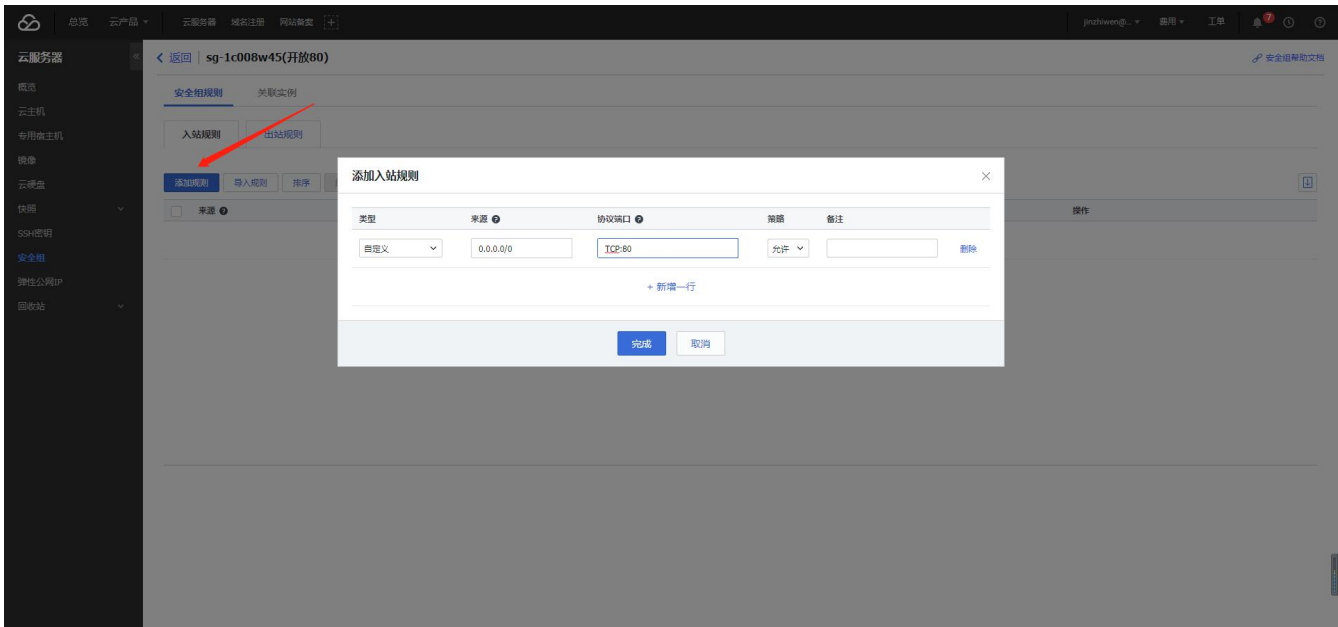 总览 云产品 云服务器 域名注册 网站备案 jinzhiwen@... 费用 工单 7
云服务器
返回 sg-1c008w45(开放80) 安全组帮助文档
概览
云主机
专用宿主机
镜像
云硬盘
快照
SSH密钥
安全组
弹性公网IP
回收站
安全组规则 关联实例
入站规则 出站规则
添加规则 导入规则 排序
来源 操作
添加入站规则
类型 来源 协议端口 策略 备注
自定义 0.0.0.0/0 TCP:80 允许 删除
+ 新增一行
完成 取消